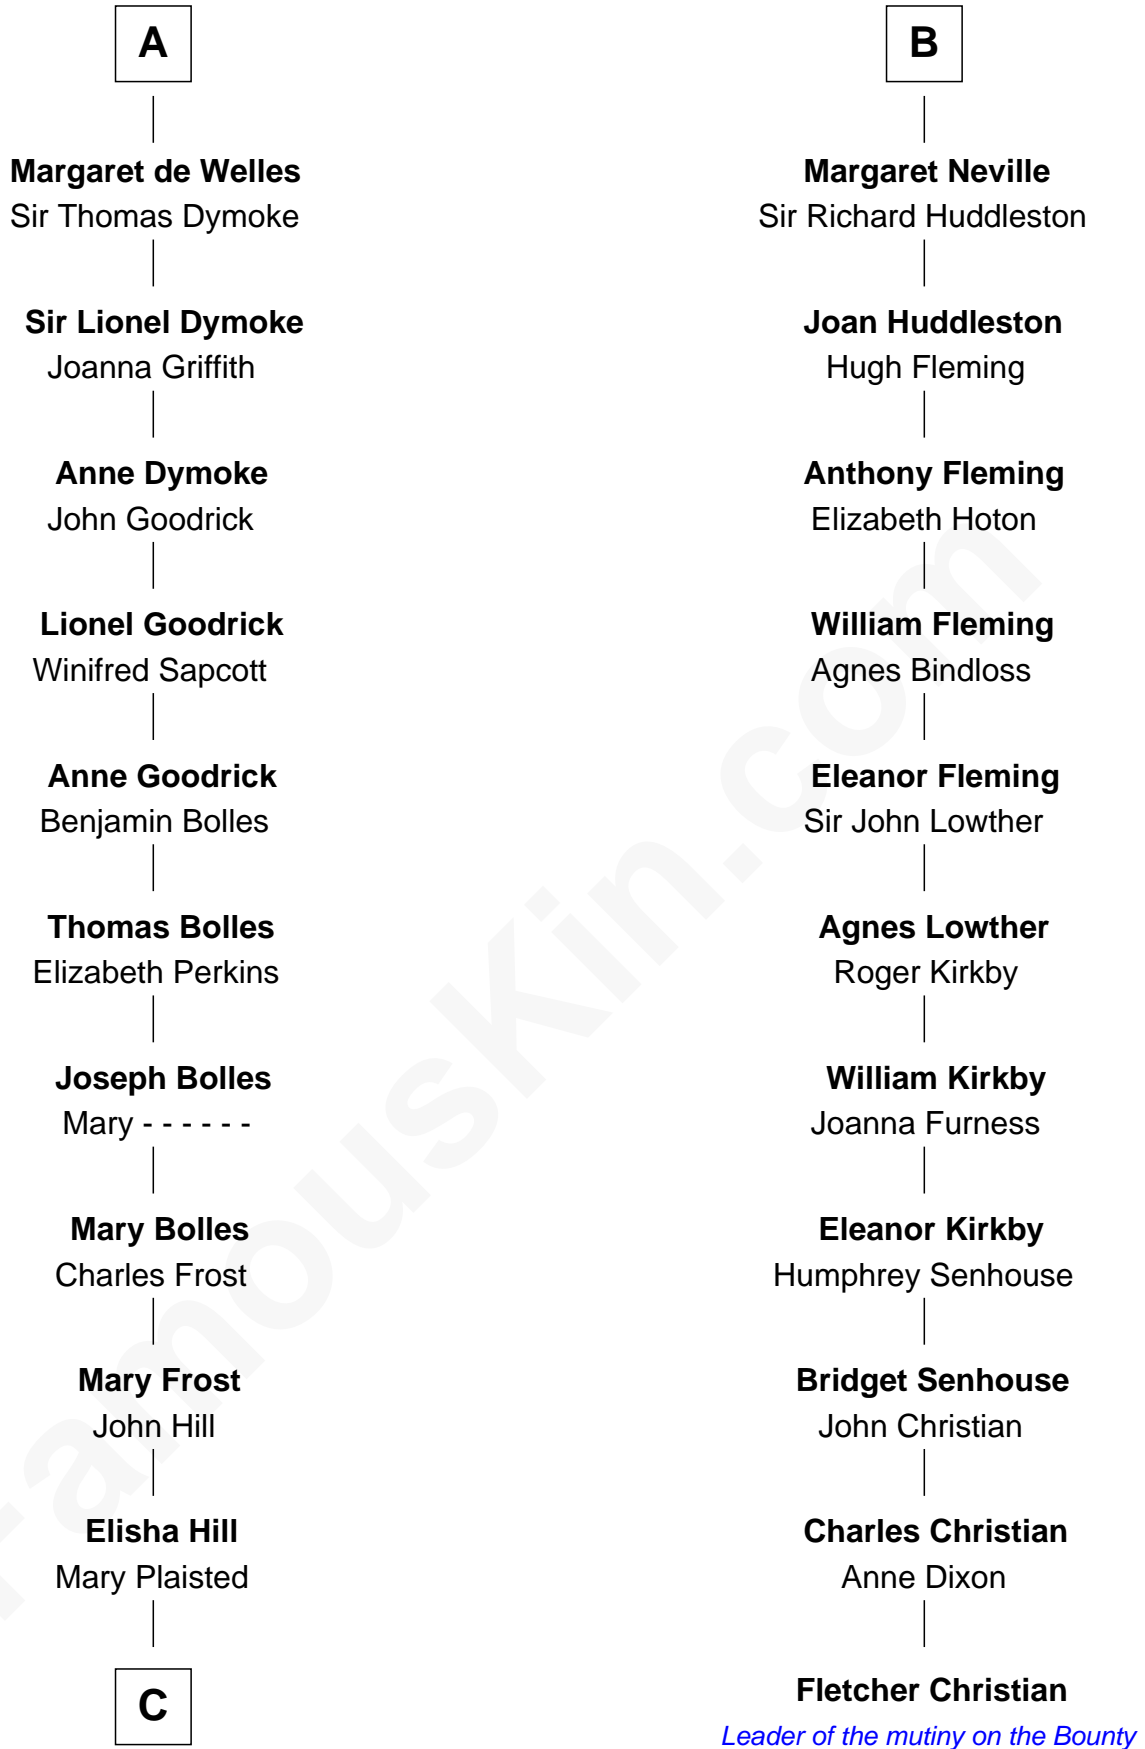 A
Margaret de Welles
Sir Thomas Dymoke
Sir Lionel Dymoke
Joanna Griffith
Anne Dymoke
John Goodrick
Lionel Goodrick
Winifred Sapcott
Anne Goodrick
Benjamin Bolles
Thomas Bolles
Elizabeth Perkins
Joseph Bolles
Mary - - - - - -
Mary Bolles
Charles Frost
Mary Frost
John Hill
Elisha Hill
Mary Plaisted
C
B
Margaret Neville
Sir Richard Huddleston
Joan Huddleston
Hugh Fleming
Anthony Fleming
Elizabeth Hoton
William Fleming
Agnes Bindloss
Eleanor Fleming
Sir John Lowther
Agnes Lowther
Roger Kirkby
William Kirkby
Joanna Furness
Eleanor Kirkby
Humphrey Senhouse
Bridget Senhouse
John Christian
Charles Christian
Anne Dixon
Fletcher Christian
Leader of the mutiny on the Bounty
FamousKin.com